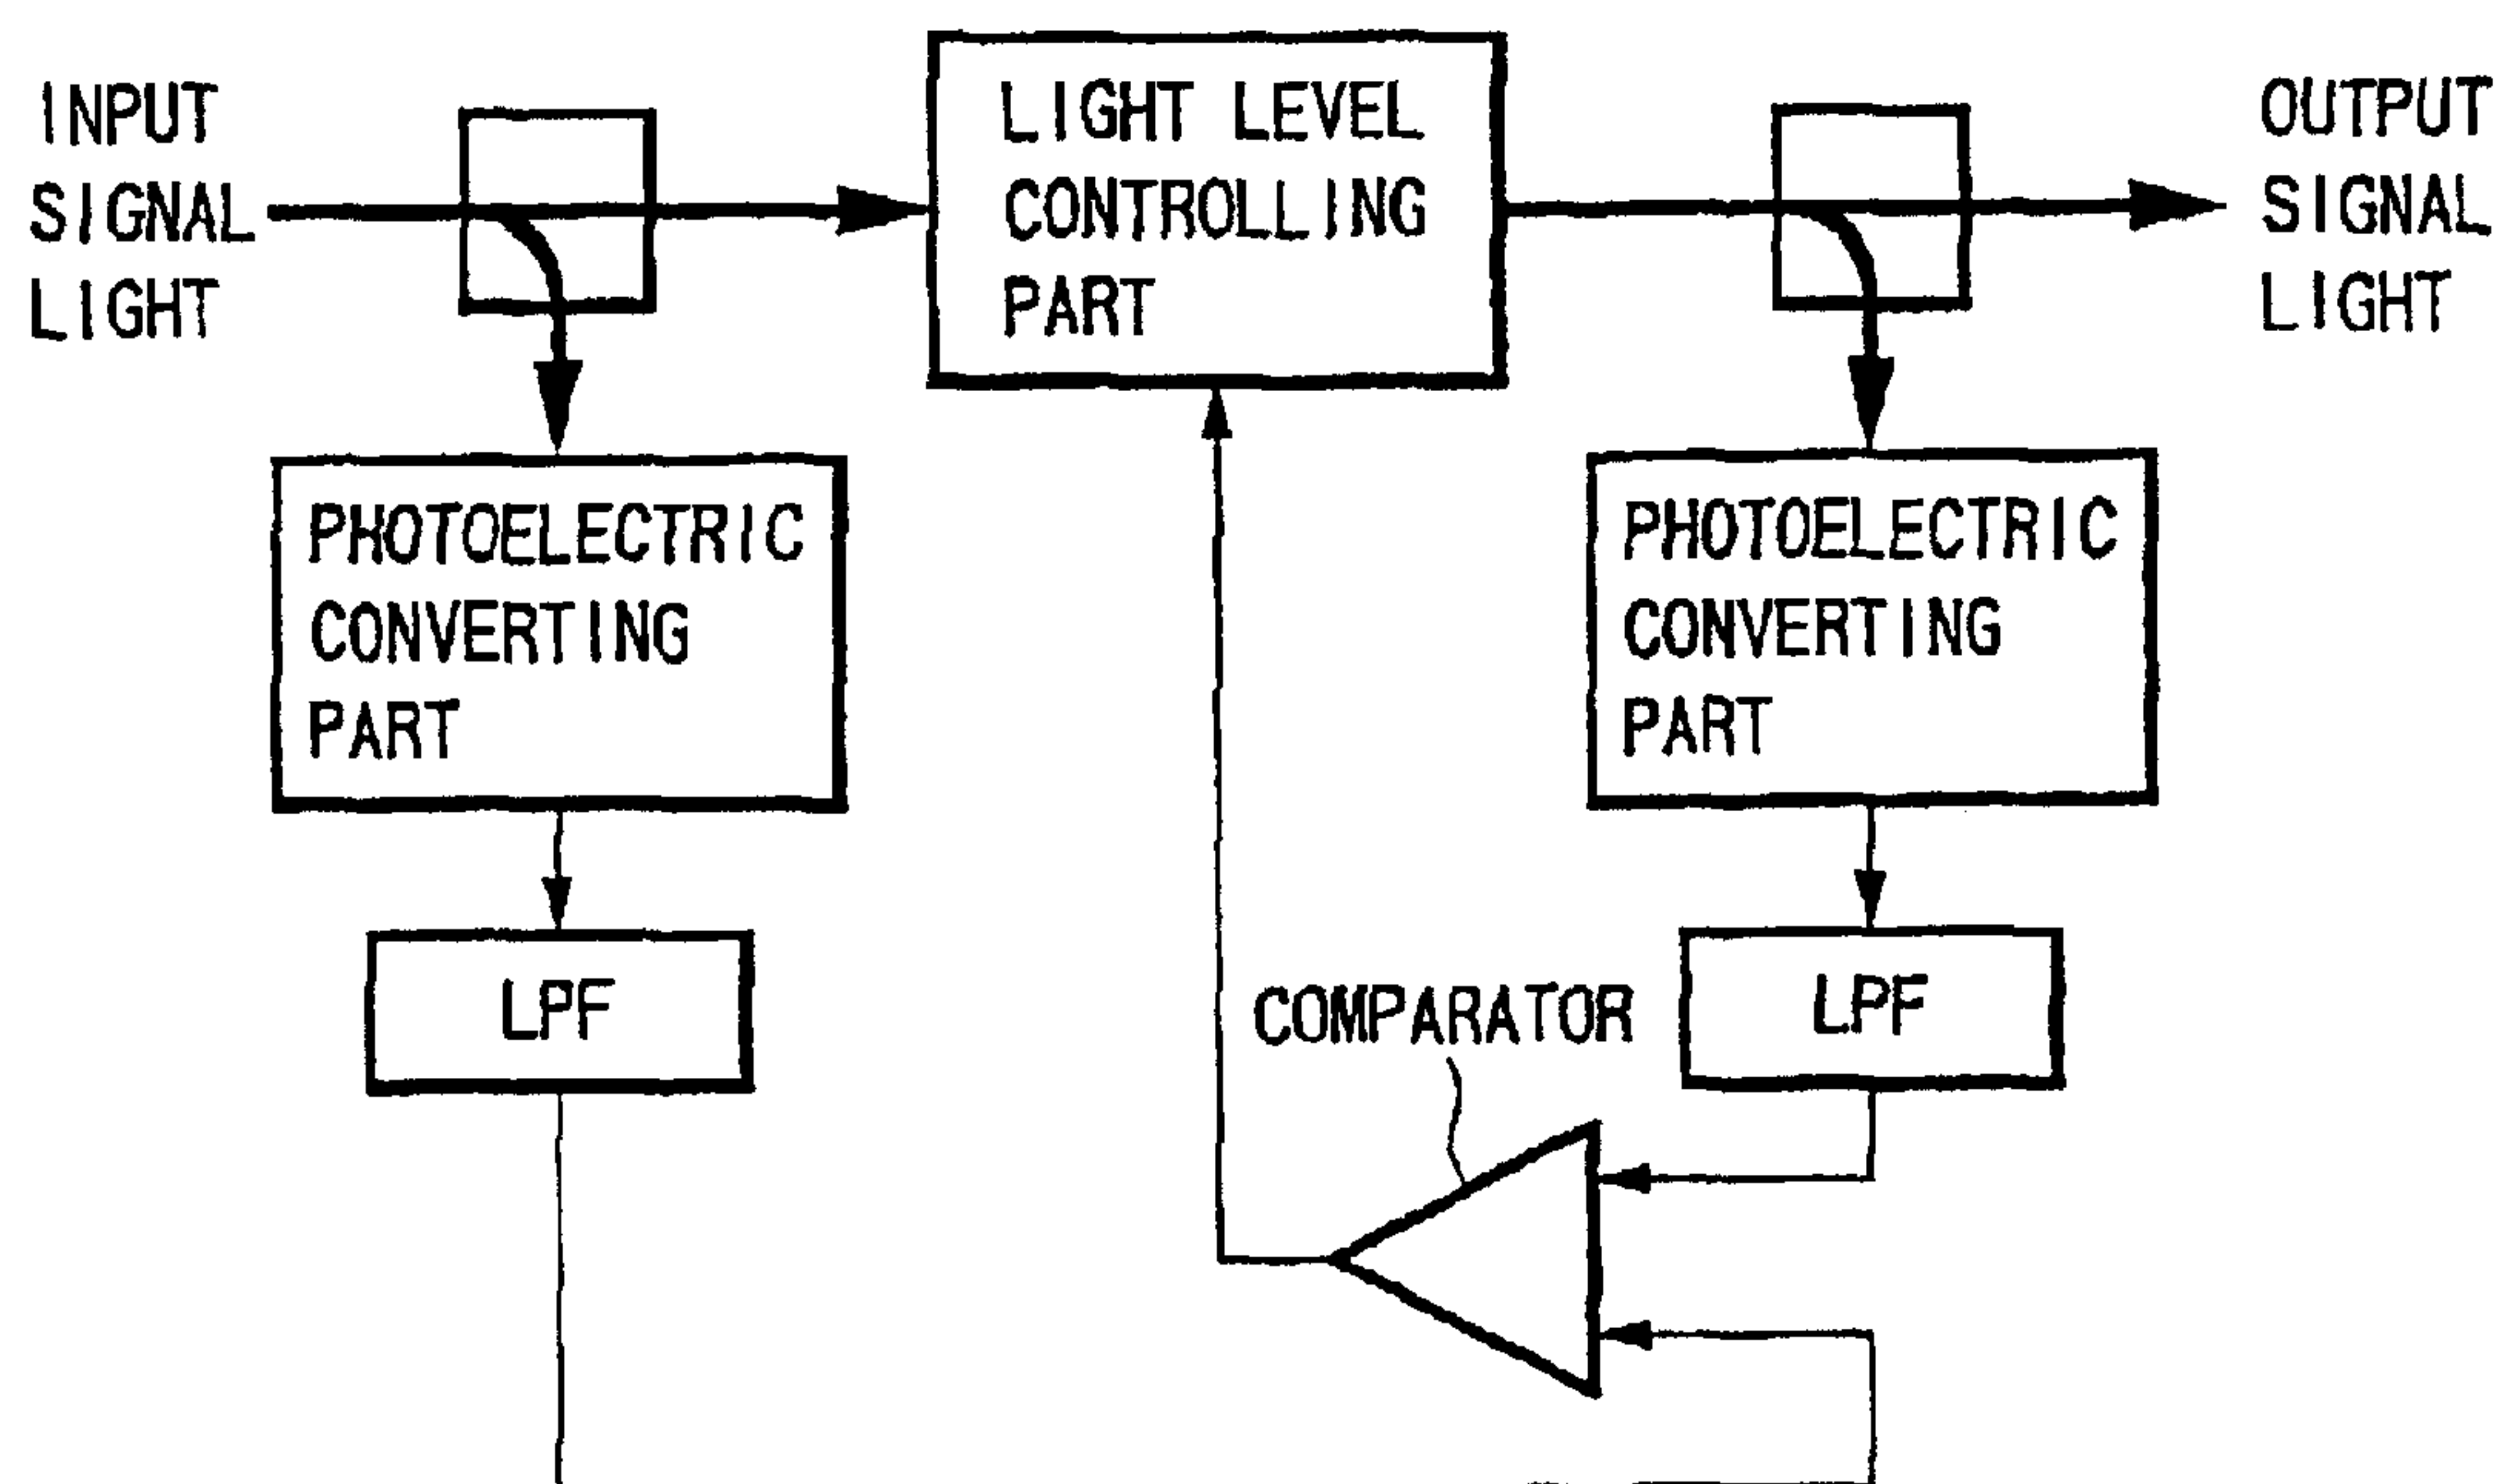 INPUT
SIGNAL
LIGHT
LIGHT LEVEL
CONTROLLING
PART
OUTPUT
SIGNAL
LIGHT
PHOTOELECTRIC
CONVERTING
PART
PHOTOELECTRIC
CONVERTING
PART
LPF
COMPARATOR
LPF